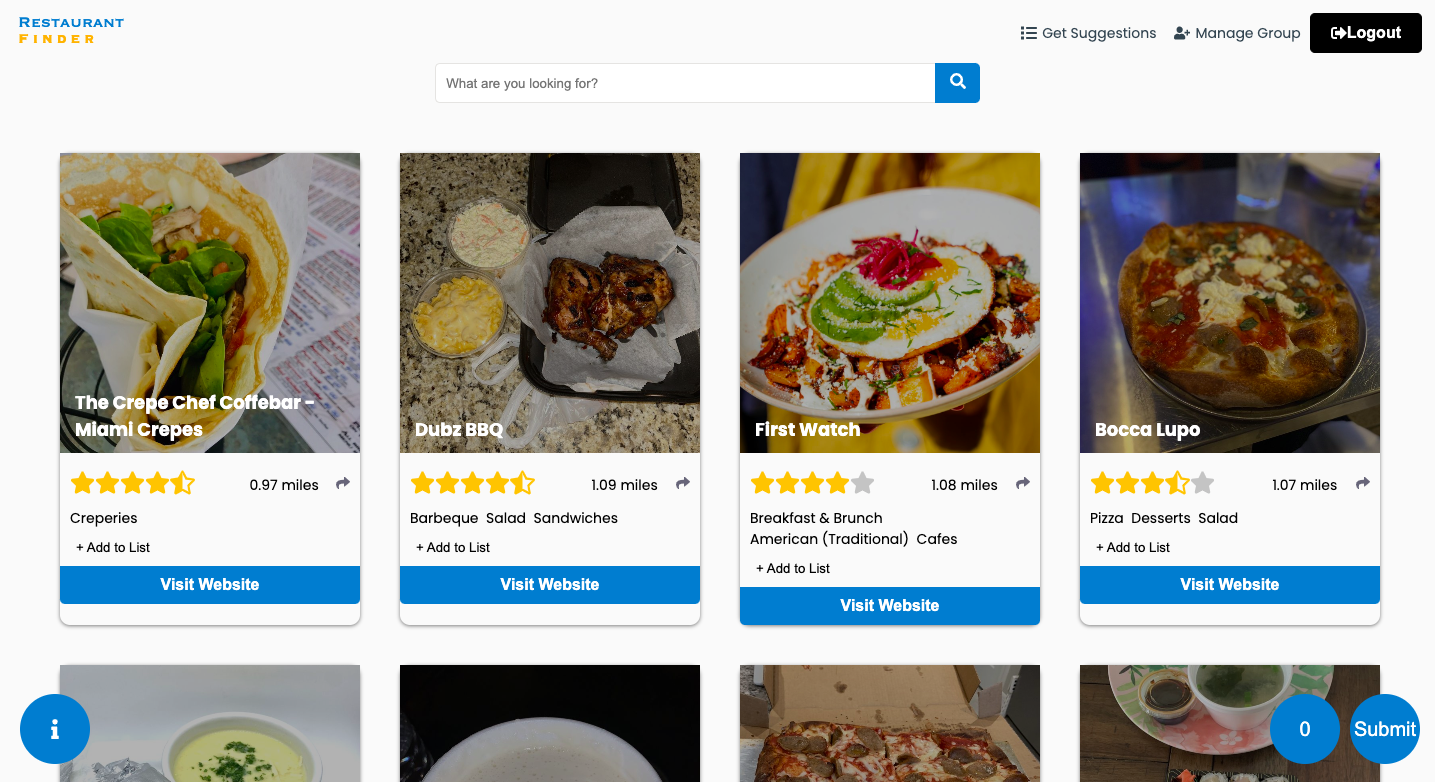 RESTAURANT
FINDER
Get Suggestions
Manage Group
Logout
What are you looking for?
The Crepe Chef Coffebar -
Miami Crepes
Dubz BBQ
First Watch
Bocca Lupo
0.97 miles
1.09 miles
1.08 miles
1.07 miles
Creperies
Barbeque Salad Sandwiches
Breakfast & Brunch
American (Traditional) Cafes
Pizza Desserts Salad
+ Add to List
+ Add to List
+ Add to List
+ Add to List
Visit Website
Visit Website
Visit Website
Visit Website
i
0
Submit